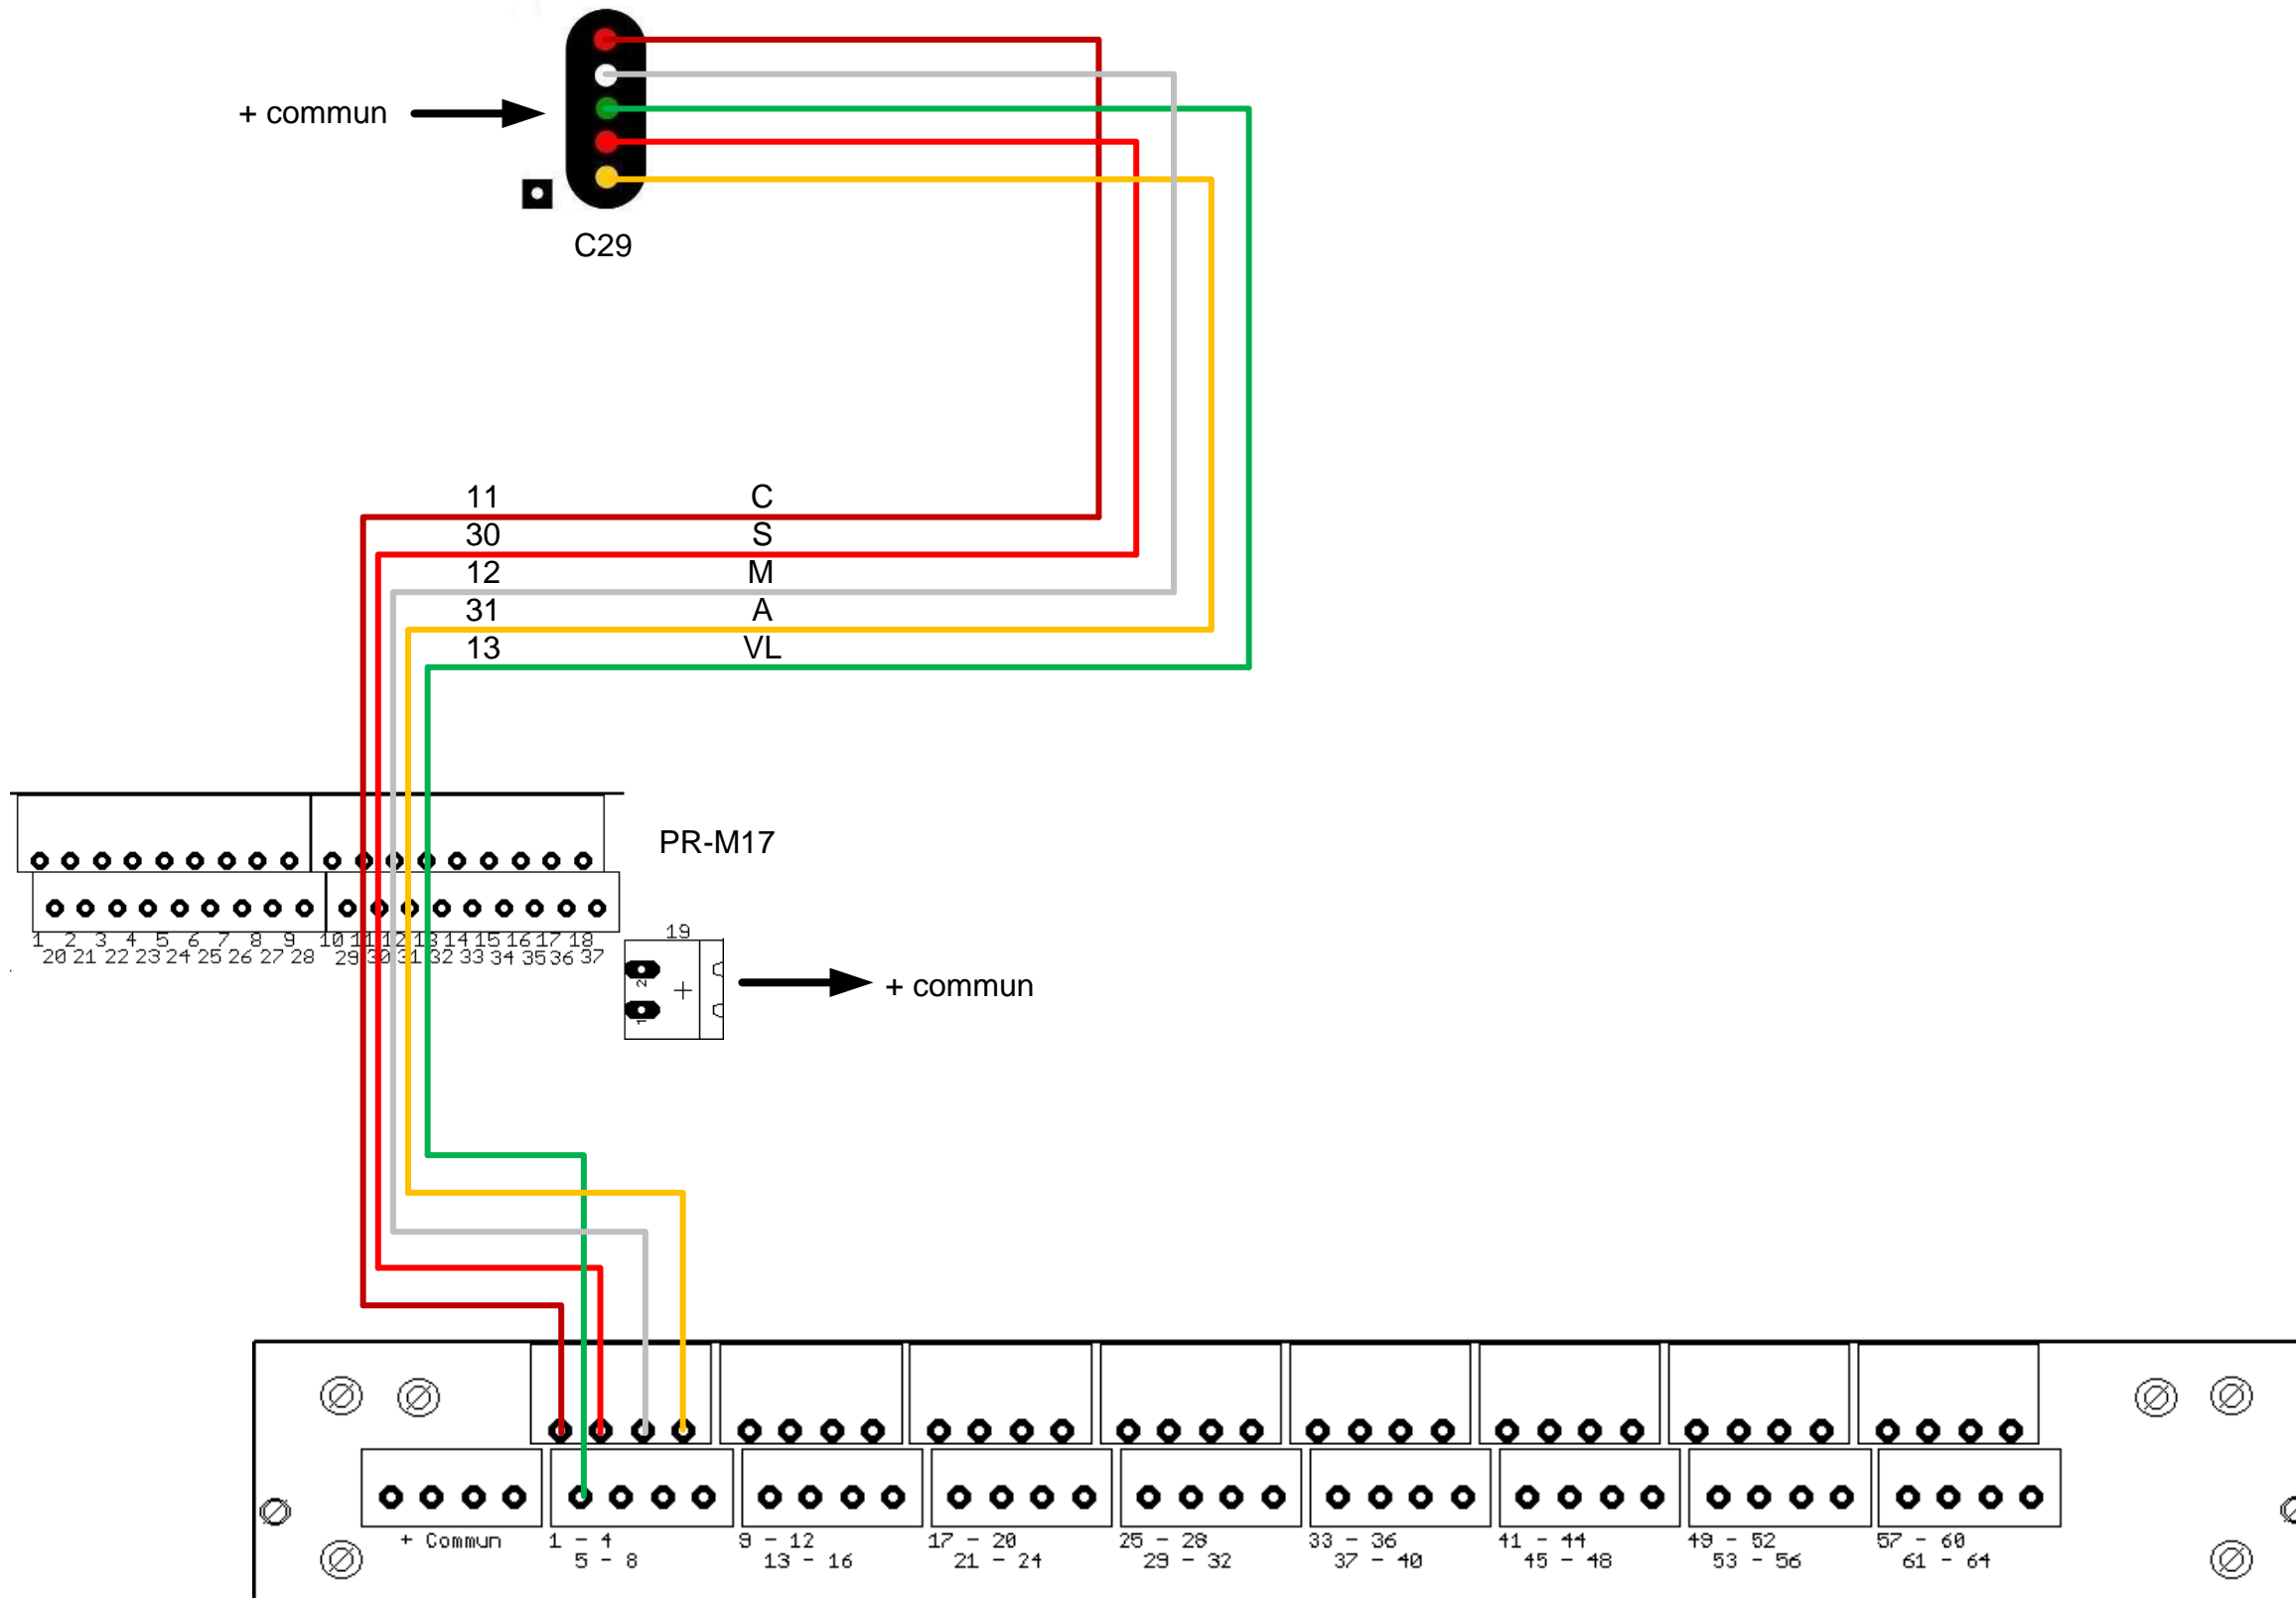 + commun
C29
11 C
30 S
12 M
31 A
13 VL
PR-M17
1 2 3 4 5 6 7 8 9 10 11 12 13 14 15 16 17 18
20 21 22 23 24 25 26 27 28 29 30 31 32 33 34 35 36 37
19
2
+
1
+ commun
+ Commun
1 - 4
5 - 8
9 - 12
13 - 16
17 - 20
21 - 24
25 - 28
29 - 32
33 - 36
37 - 40
41 - 44
45 - 48
49 - 52
53 - 56
57 - 60
61 - 64